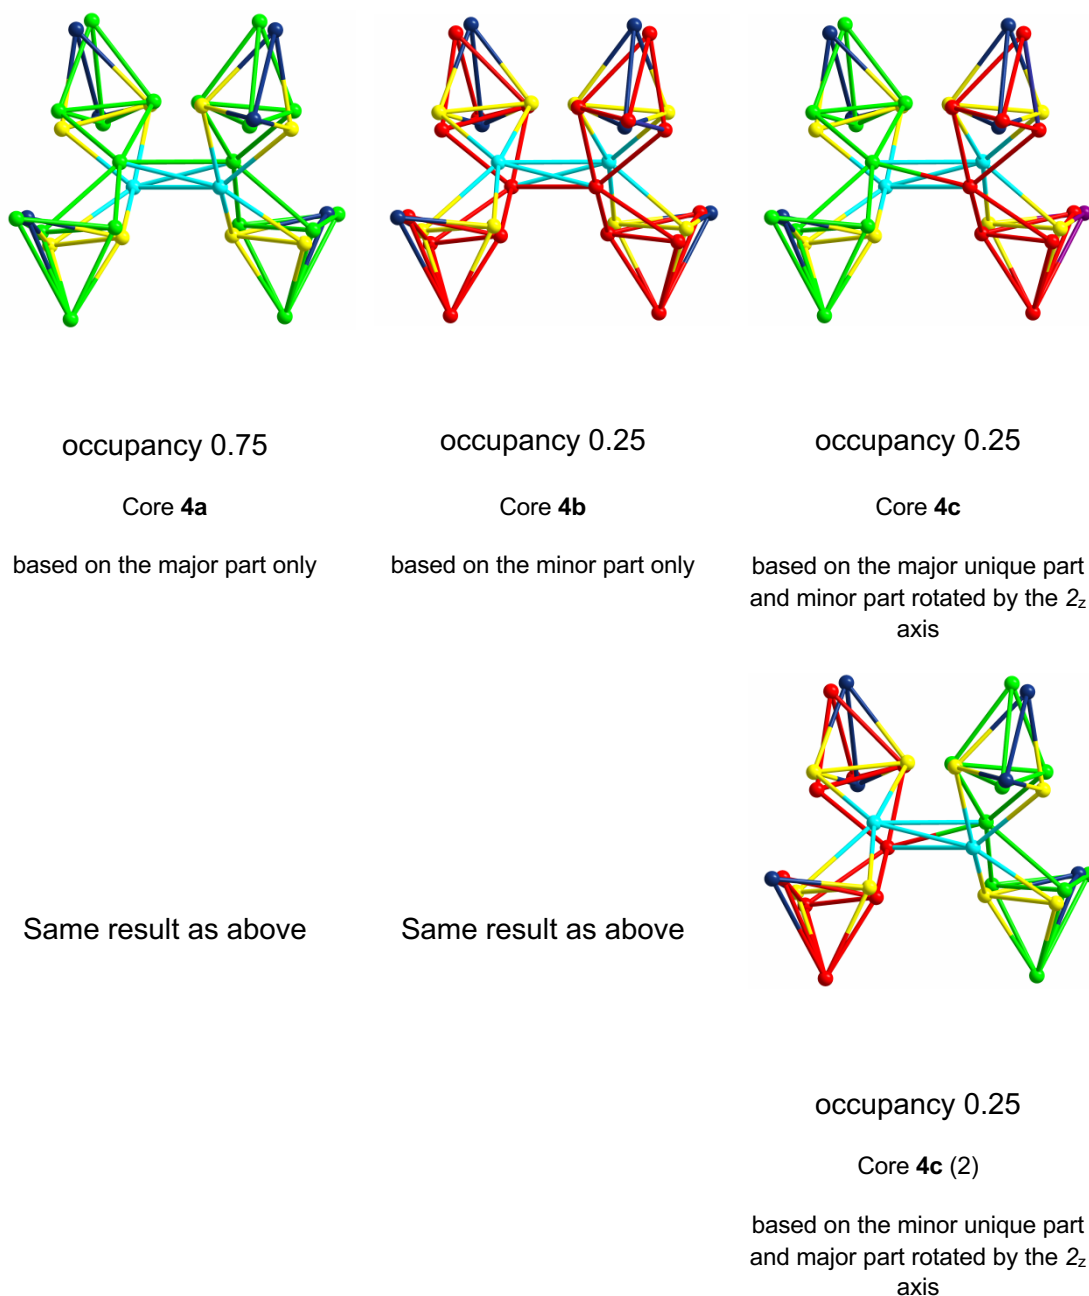 occupancy 0.75
occupancy 0.25
occupancy 0.25
Core 4a
Core 4b
Core 4c
based on the major part only
based on the minor part only
based on the major unique part
and minor part rotated by the 2z
axis
Same result as above
Same result as above
occupancy 0.25
Core 4c (2)
based on the minor unique part
and major part rotated by the 2z
axis